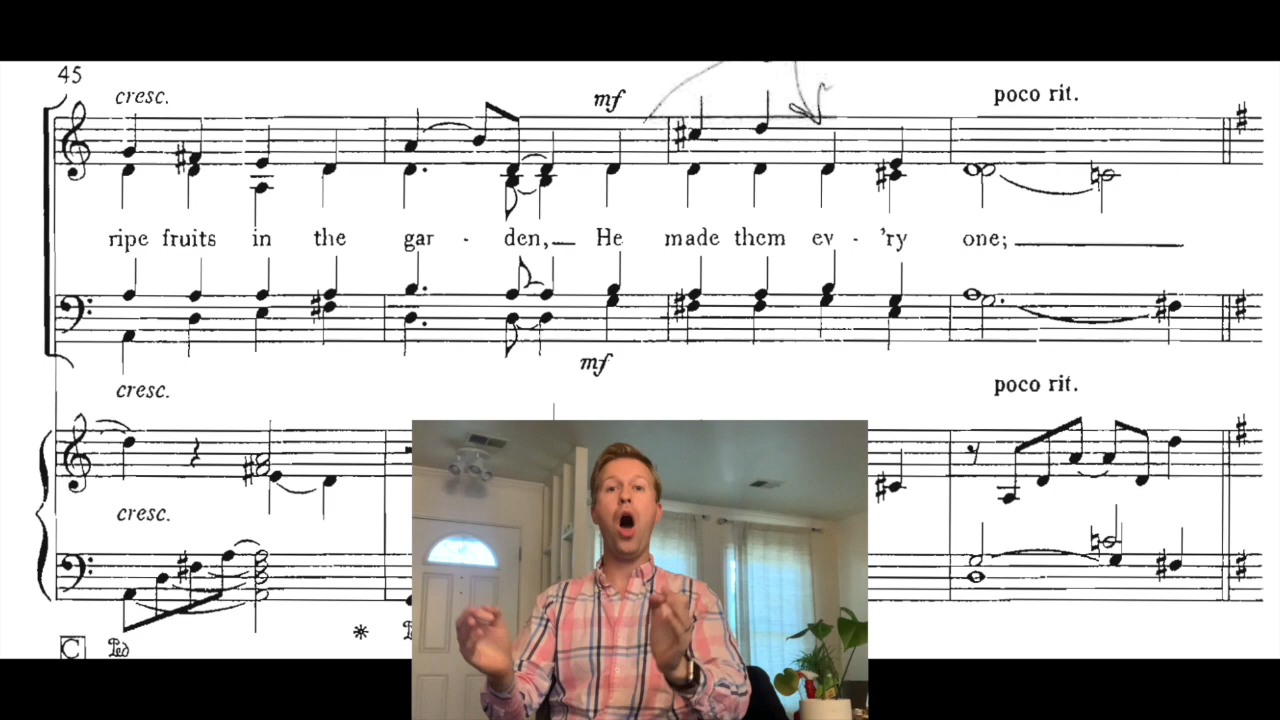 45
cresc.
mf
poco rit.
ripe fruits in the gar - den, He made them ev - 'ry one;
mf
cresc.
poco rit.
cresc.
C
Ped